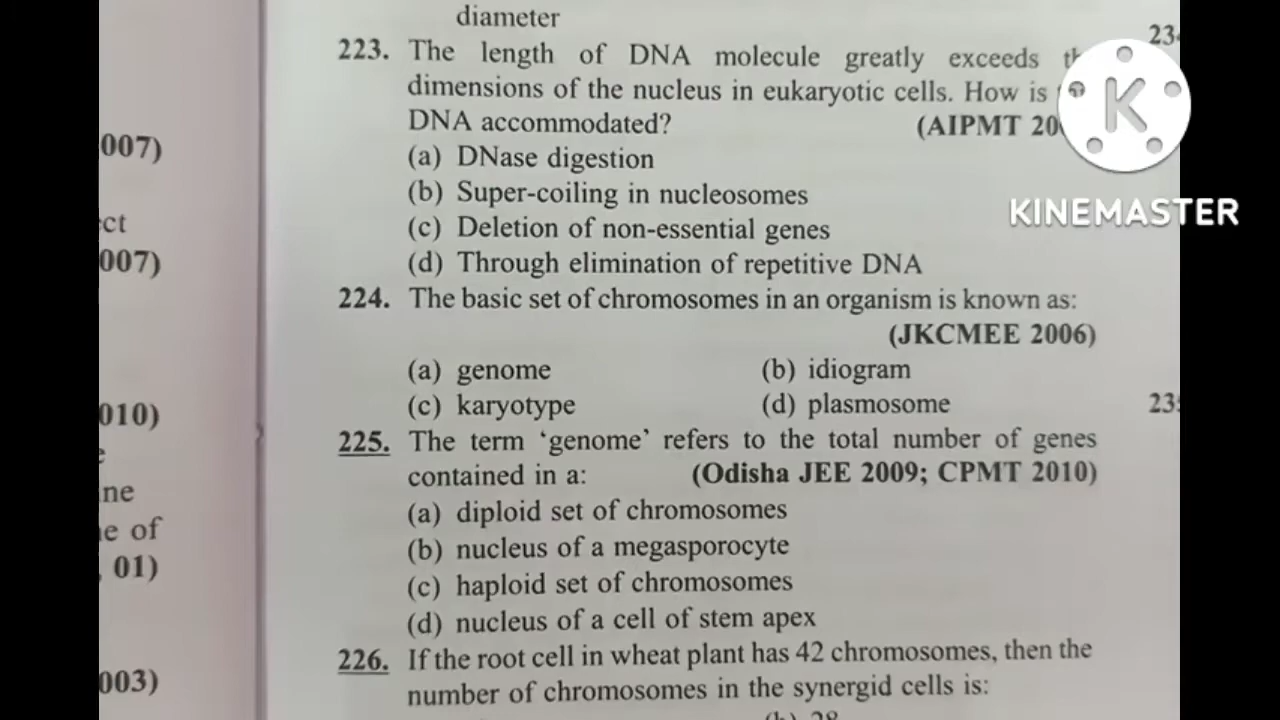 diameter
223. The length of DNA molecule greatly exceeds
dimensions of the nucleus in eukaryotic cells. How is
DNA accommodated?
(AIPMT
(a) DNase digestion
(b) Super-coiling in nucleosomes
(c) Deletion of non-essential genes
(d) Through elimination of repetitive DNA
224. The basic set of chromosomes in an organism is known as:
(JKCMEE 2006)
(a) genome (b) idiogram
(c) karyotype (d) plasmosome
225. The term ‘genome’ refers to the total number of genes
contained in a: (Odisha JEE 2009; CPMT 2010)
(a) diploid set of chromosomes
(b) nucleus of a megasporocyte
(c) haploid set of chromosomes
(d) nucleus of a cell of stem apex
226. If the root cell in wheat plant has 42 chromosomes, then the
number of chromosomes in the synergid cells is:
007)
ct
007)
010)
ne
e of
01)
003)
K
KINEMASTER